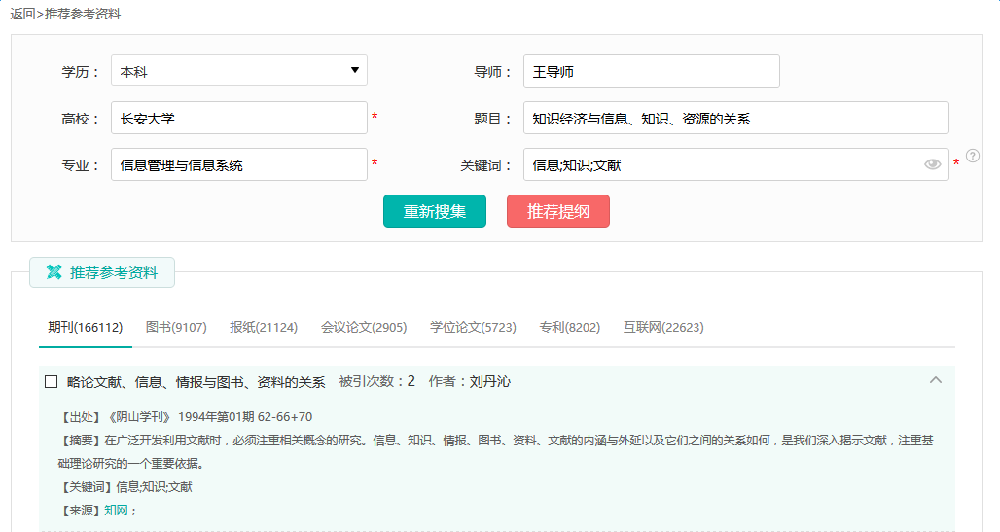 返回>推荐参考资料
学历： 本科 导师： 王导师
高校： 长安大学 * 题目： 知识经济与信息、知识、资源的关系
专业： 信息管理与信息系统 * 关键词： 信息;知识;文献 * ?
重新搜集 推荐提纲
推荐参考资料
期刊(166112) 图书(9107) 报纸(21124) 会议论文(2905) 学位论文(5723) 专利(8202) 互联网(22623)
略论文献、信息、情报与图书、资料的关系 被引次数：2 作者：刘丹沁
【出处】《阴山学刊》 1994年第01期 62-66+70
【摘要】在广泛开发利用文献时，必须注重相关概念的研究。信息、知识、情报、图书、资料、文献的内涵与外延以及它们之间的关系如何，是我们深入揭示文献，注重基
础理论研究的一个重要依据。
【关键词】信息;知识;文献
【来源】知网；